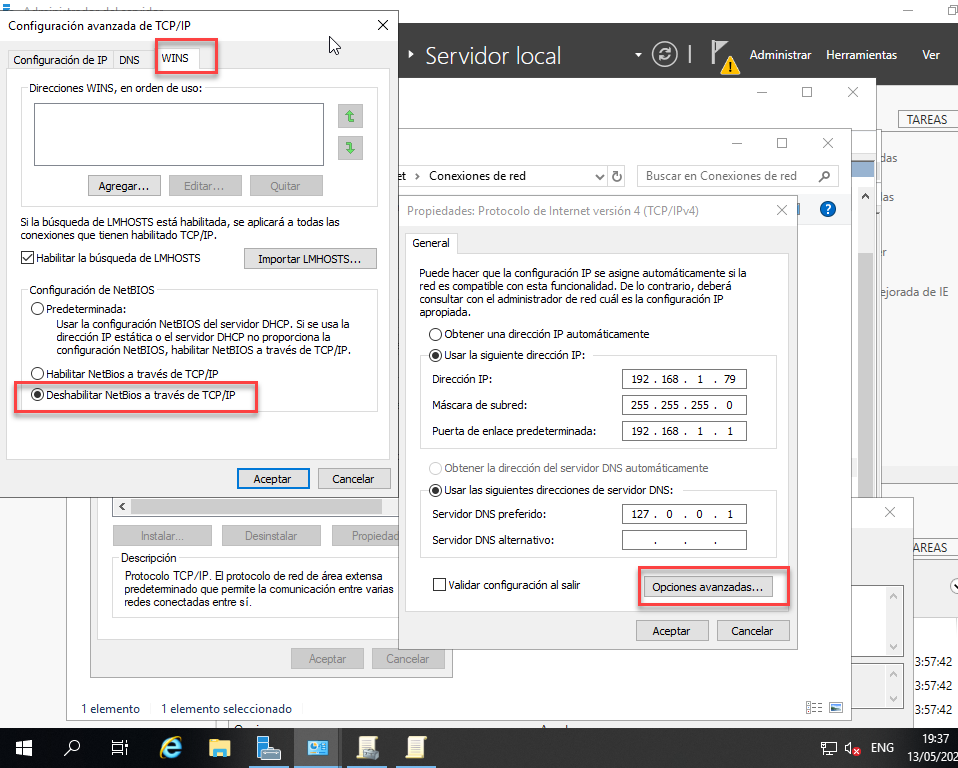 Configuración avanzada de TCP/IP
Configuración de IP
DNS
WINS
Direcciones WINS, en orden de uso:
Agregar...
Editar...
Quitar
Si la búsqueda de LMHOSTS está habilitada, se aplicará a todas las
conexiones que tienen habilitado TCP/IP.
Habilitar la búsqueda de LMHOSTS
Importar LMHOSTS...
Configuración de NetBIOS
Predeterminada:
Usar la configuración NetBIOS del servidor DHCP. Si se usa la
dirección IP estática o el servidor DHCP no proporciona la
configuración NetBIOS, habilitar NetBIOS a través de TCP/IP.
Habilitar NetBios a través de TCP/IP
Deshabilitar NetBios a través de TCP/IP
Aceptar
Cancelar
Servidor local
Administrar
Herramientas
Ver
TAREAS
das
as
er
ejorada de IE
et
Conexiones de red
Buscar en Conexiones de red
Propiedades: Protocolo de Internet versión 4 (TCP/IPv4)
General
Puede hacer que la configuración IP se asigne automáticamente si la
red es compatible con esta funcionalidad. De lo contrario, deberá
consultar con el administrador de red cuál es la configuración IP
apropiada.
Obtener una dirección IP automáticamente
Usar la siguiente dirección IP:
Dirección IP:
192 . 168 . 1 . 79
Máscara de subred:
255 . 255 . 255 . 0
Puerta de enlace predeterminada:
192 . 168 . 1 . 1
Obtener la dirección del servidor DNS automáticamente
Usar las siguientes direcciones de servidor DNS:
Servidor DNS preferido:
127 . 0 . 0 . 1
Servidor DNS alternativo:
. . .
Validar configuración al salir
Opciones avanzadas...
Aceptar
Cancelar
Instalar...
Desinstalar
Propiedad
Descripción
Protocolo TCP/IP. El protocolo de red de área extensa
predeterminado que permite la comunicación entre varias
redes conectadas entre sí.
Aceptar
Cancelar
1 elemento
1 elemento seleccionado
AREAS
3:57:42
3:57:42
3:57:42
ENG
19:37
13/05/202